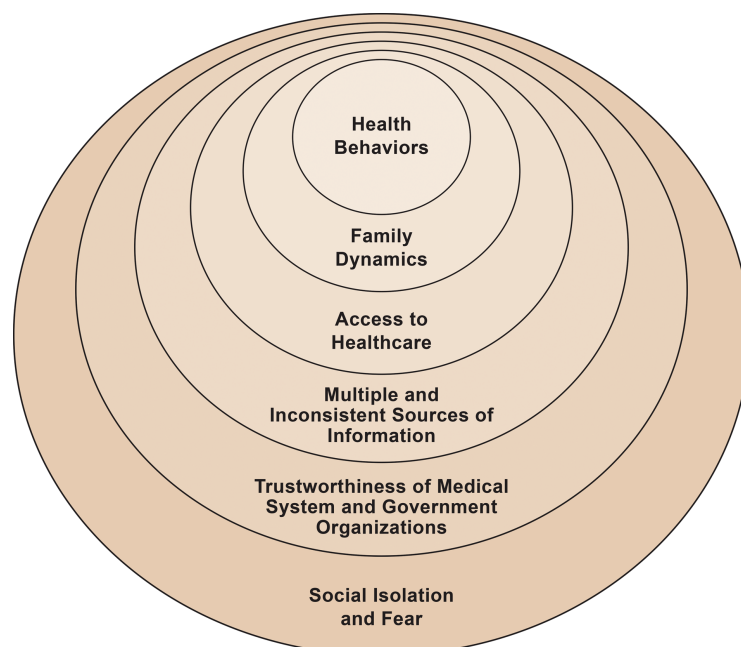 Health
Behaviors
Family
Dynamics
Access to
Healthcare
Multiple and
Inconsistent Sources of
Information
Trustworthiness of Medical
System and Government
Organizations
Social Isolation
and Fear